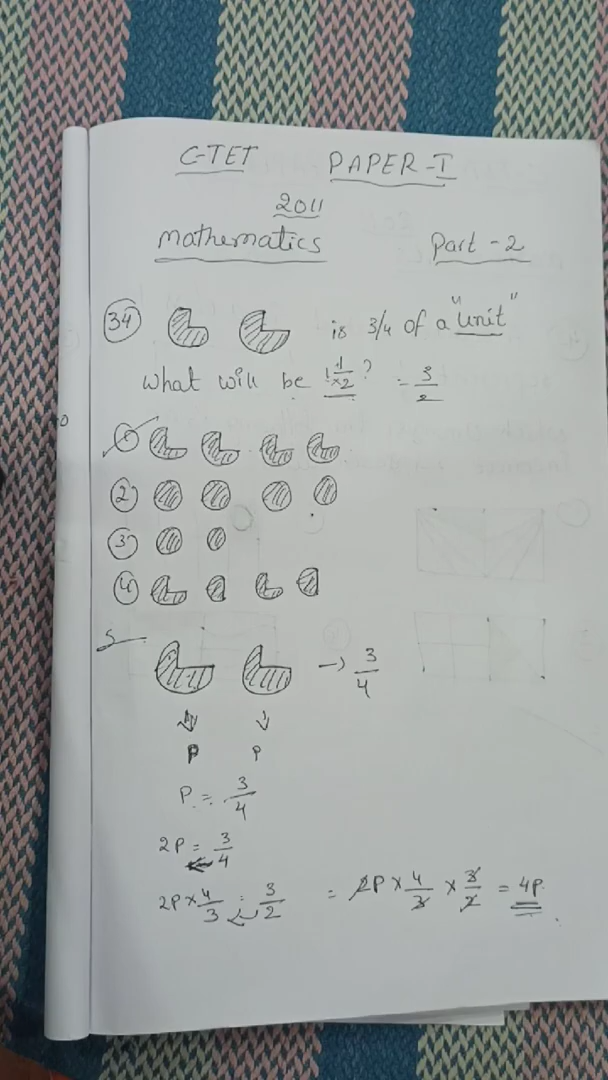 C-TET PAPER-I
2011
Mathematics Part-2
34 is 3/4 of a "Unit"
What will be 1 1/2? = 3/2
1
2
3
4
→ 3/4
P P
P = 3/4
2P = 3/4
2P × 4/3 : 3/2 = 2P × 4/3 × 3/2 = 4P